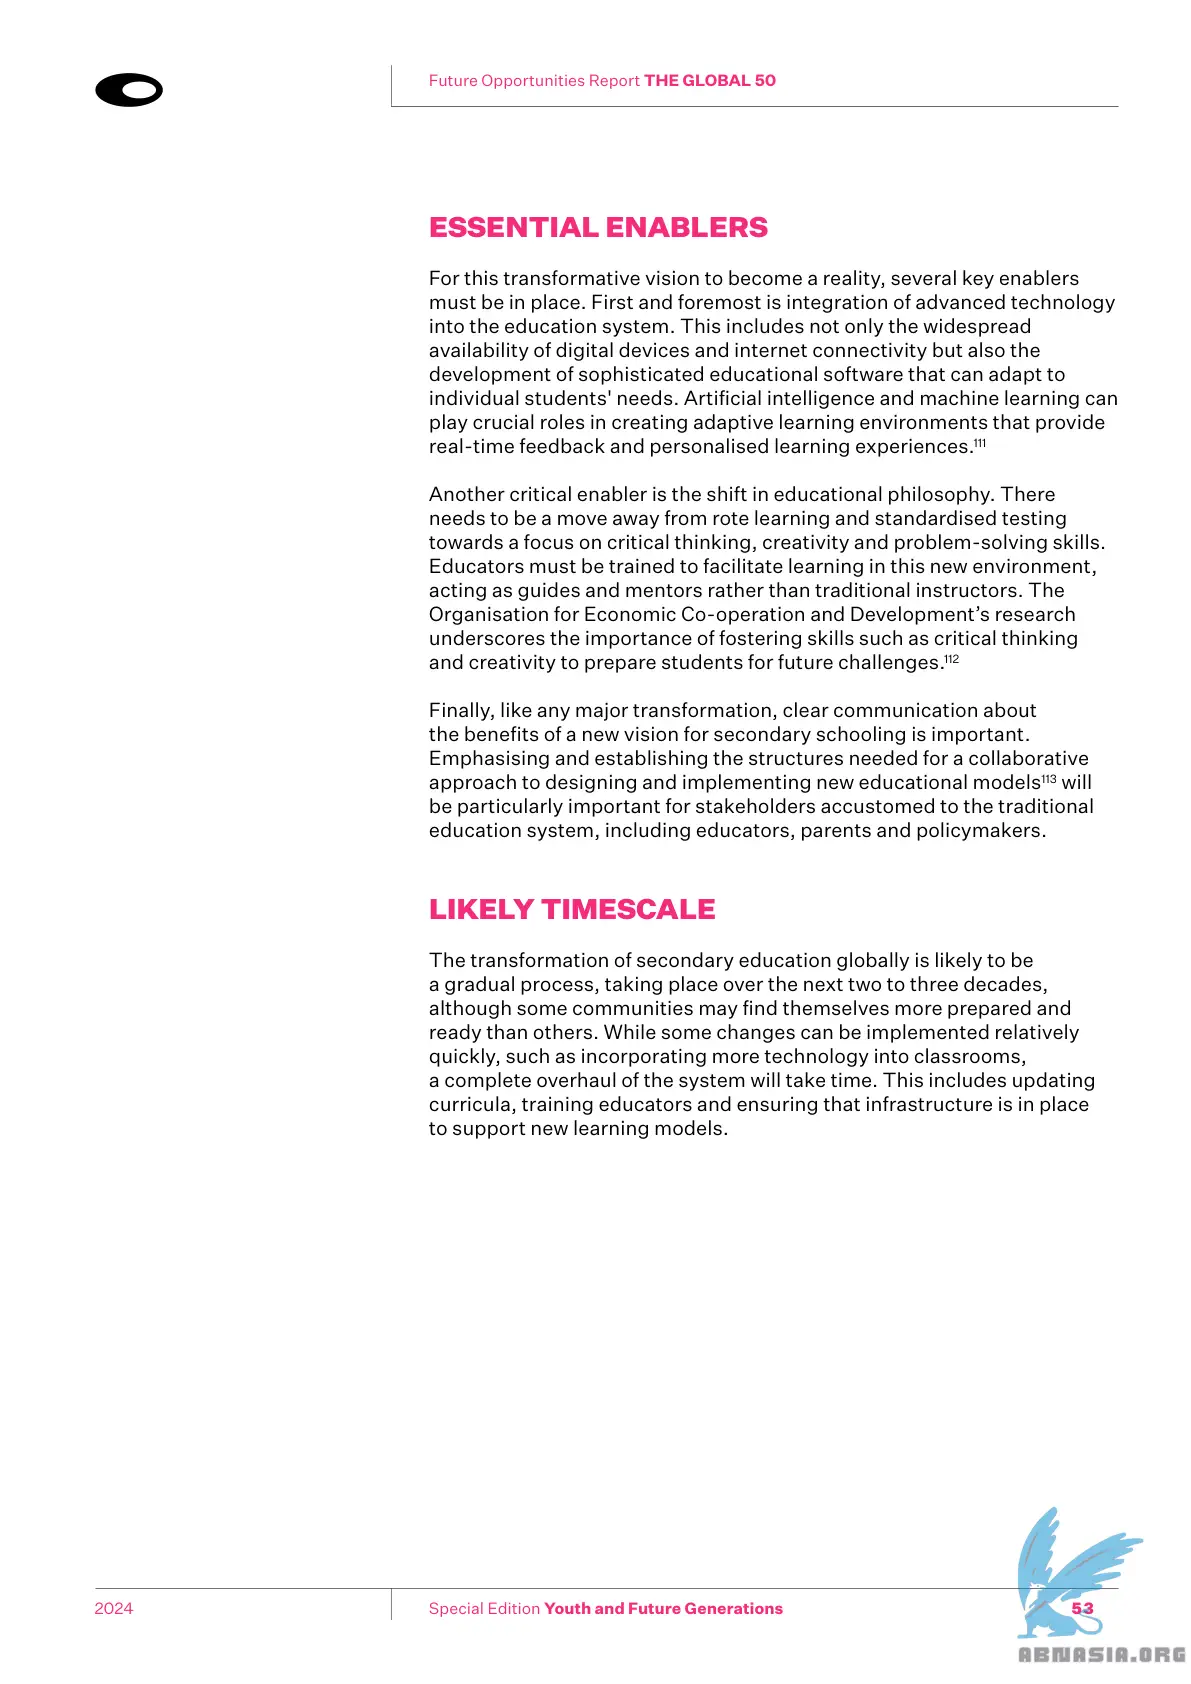 Future Opportunities Report THE GLOBAL 50
ESSENTIAL ENABLERS
For this transformative vision to become a reality, several key enablers
must be in place. First and foremost is integration of advanced technology
into the education system. This includes not only the widespread
availability of digital devices and internet connectivity but also the
development of sophisticated educational software that can adapt to
individual students' needs. Artificial intelligence and machine learning can
play crucial roles in creating adaptive learning environments that provide
real-time feedback and personalised learning experiences.111
Another critical enabler is the shift in educational philosophy. There
needs to be a move away from rote learning and standardised testing
towards a focus on critical thinking, creativity and problem-solving skills.
Educators must be trained to facilitate learning in this new environment,
acting as guides and mentors rather than traditional instructors. The
Organisation for Economic Co-operation and Development’s research
underscores the importance of fostering skills such as critical thinking
and creativity to prepare students for future challenges.112
Finally, like any major transformation, clear communication about
the benefits of a new vision for secondary schooling is important.
Emphasising and establishing the structures needed for a collaborative
approach to designing and implementing new educational models113 will
be particularly important for stakeholders accustomed to the traditional
education system, including educators, parents and policymakers.
LIKELY TIMESCALE
The transformation of secondary education globally is likely to be
a gradual process, taking place over the next two to three decades,
although some communities may find themselves more prepared and
ready than others. While some changes can be implemented relatively
quickly, such as incorporating more technology into classrooms,
a complete overhaul of the system will take time. This includes updating
curricula, training educators and ensuring that infrastructure is in place
to support new learning models.
2024
Special Edition Youth and Future Generations
53
ABNASIA.ORG